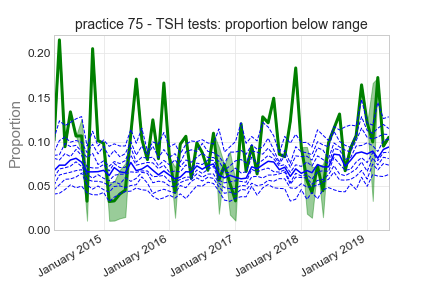 practice 75 - TSH tests: proportion below range
Proportion
0.20
0.15
0.10
0.05
0.00
January 2015
January 2016
January 2017
January 2018
January 2019